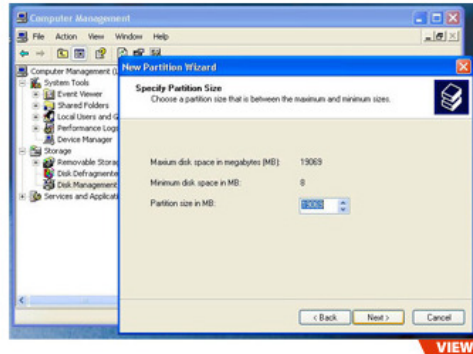 Computer Management
File Action View Window Help
Computer Management (L
System Tools
Event Viewer
Shared Folders
Local Users and G
Performance Logs
Device Manager
Storage
Removable Storag
Disk Defragmente
Disk Management
Services and Applicati
New Partition Wizard
Specify Partition Size
Choose a partition size that is between the maximum and minimum sizes.
Maxium disk space in megabytes (MB): 19069
Minimum disk space in MB: 8
Partition size in MB: 19069
< Back Next > Cancel
VIEW